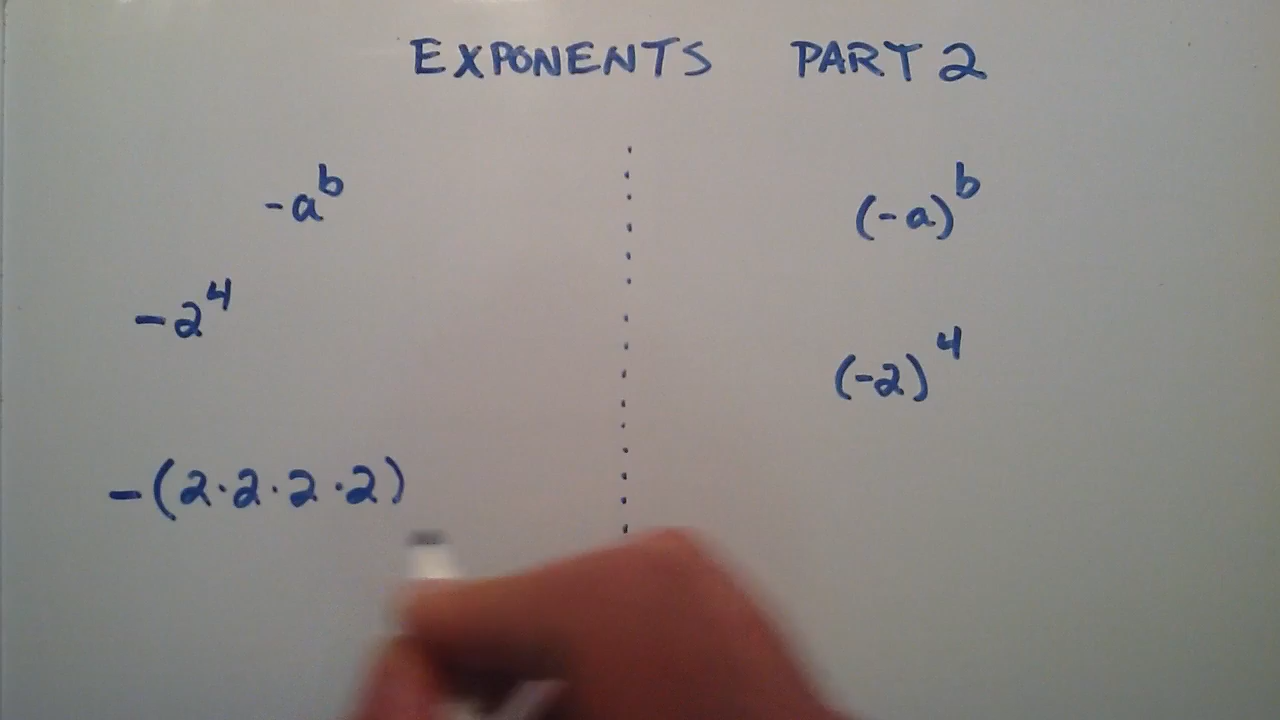 EXPONENTS PART 2
-a^b
(-a)^b
-2^4
(-2)^4
-(2·2·2·2)